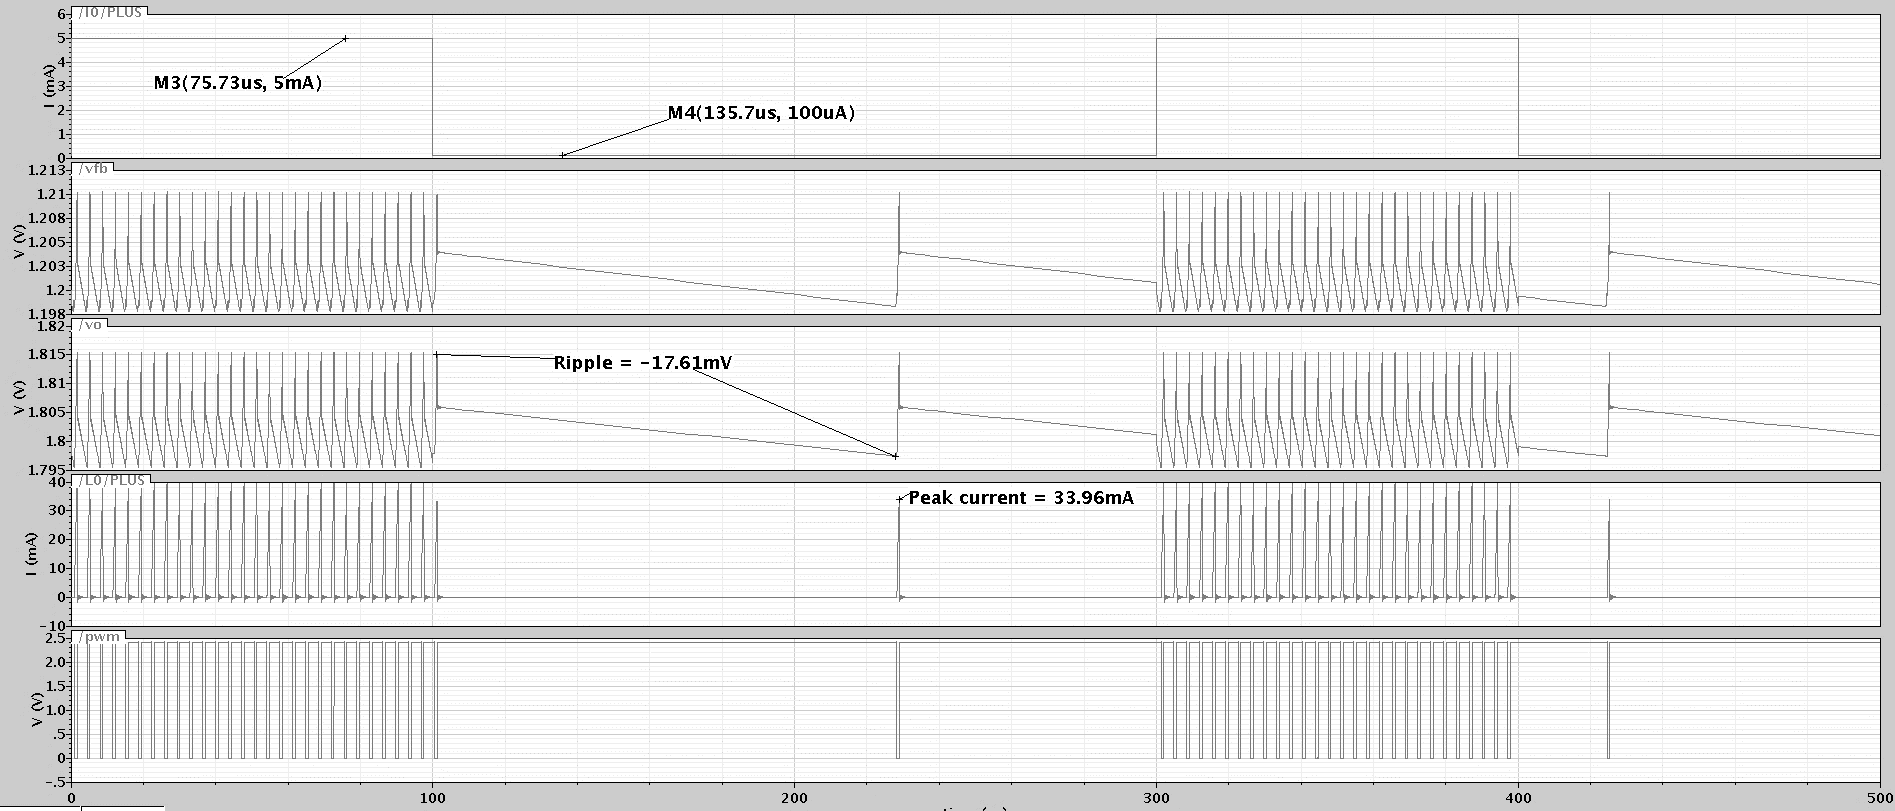 /I0/PLUS
6
5
4
3
2
1
0
I (mA)
M3(75.73us, 5mA)
M4(135.7us, 100uA)
/vfb
1.213
1.21
1.208
1.205
1.203
1.2
1.198
V (V)
/vo
1.82
1.815
1.81
1.805
1.8
1.795
V (V)
Ripple = -17.61mV
/L0/PLUS
40
30
20
10
0
-10
I (mA)
Peak current = 33.96mA
/pwm
2.5
2.0
1.5
1.0
.5
0
-.5
V (V)
0 100 200 300 400 500